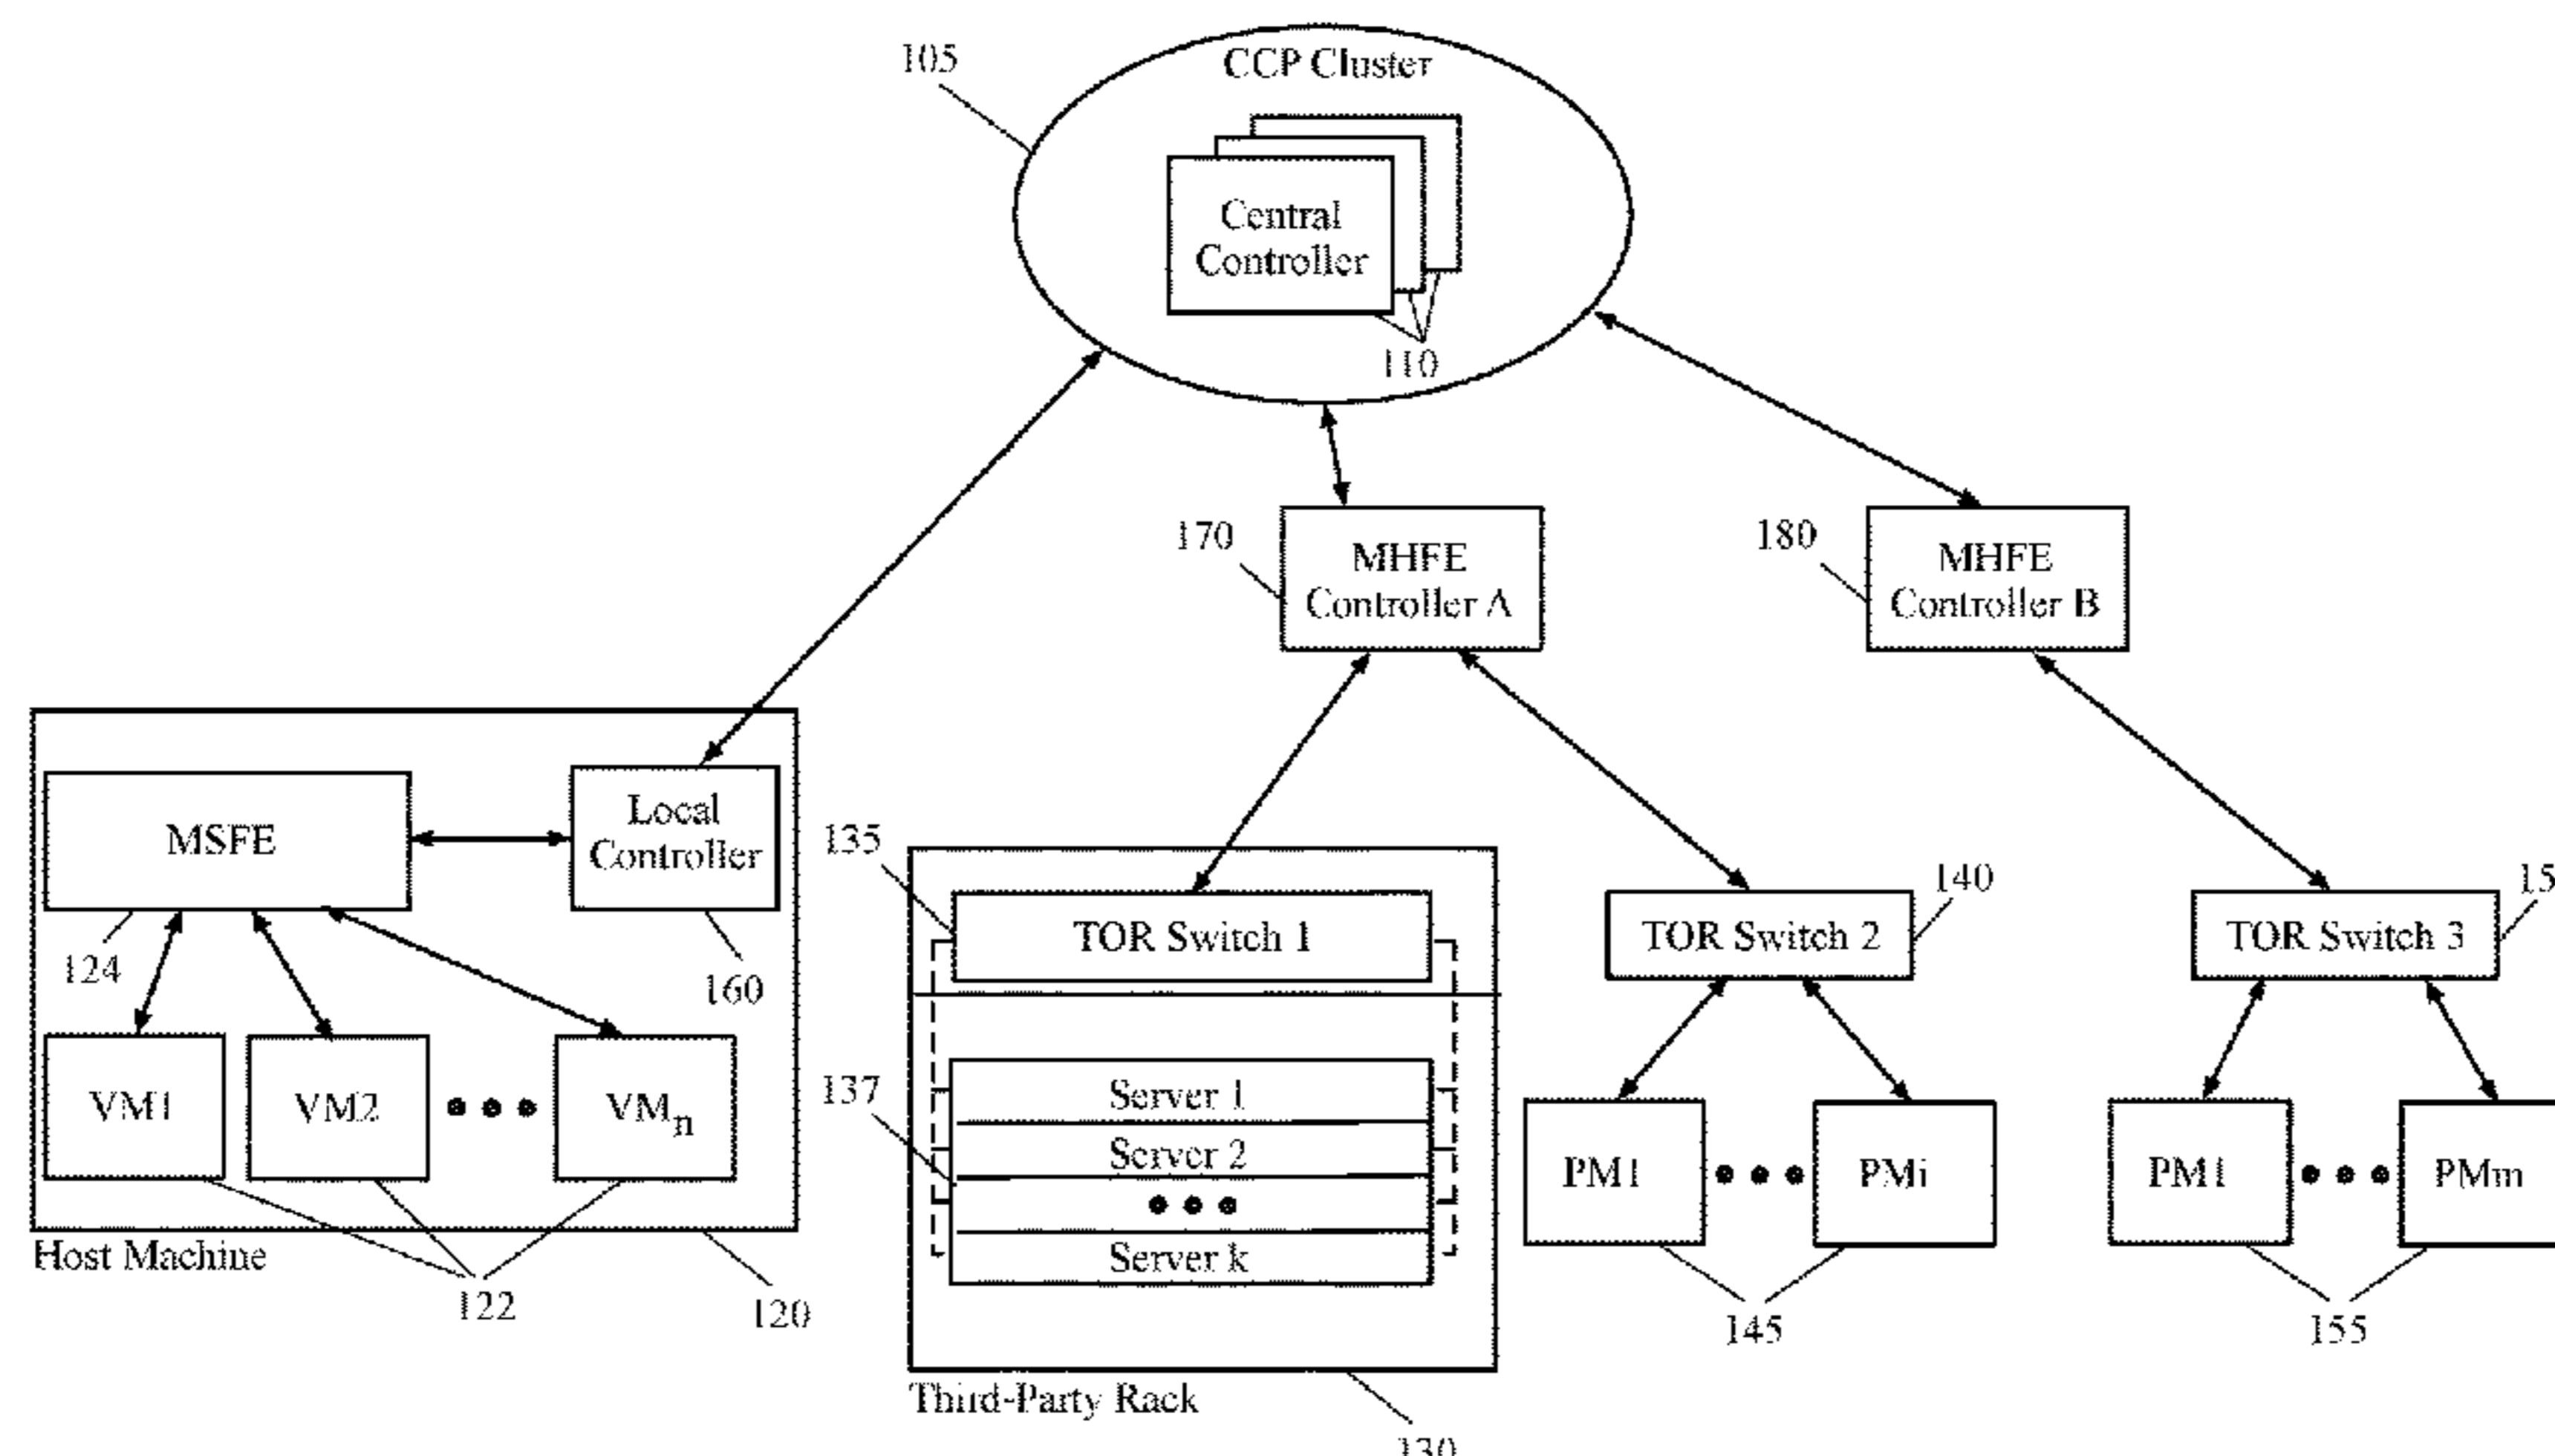 105
CCP Cluster
Central
Controller
110
170
MHFE
Controller A
180
MHFE
Controller B
MSFE
Local
Controller
124
160
VM1
VM2
VMn
122
120
Host Machine
135
TOR Switch 1
137
Server 1
Server 2
Server k
Third-Party Rack
130
TOR Switch 2
140
PM1
PMi
145
TOR Switch 3
15
PM1
PMm
155